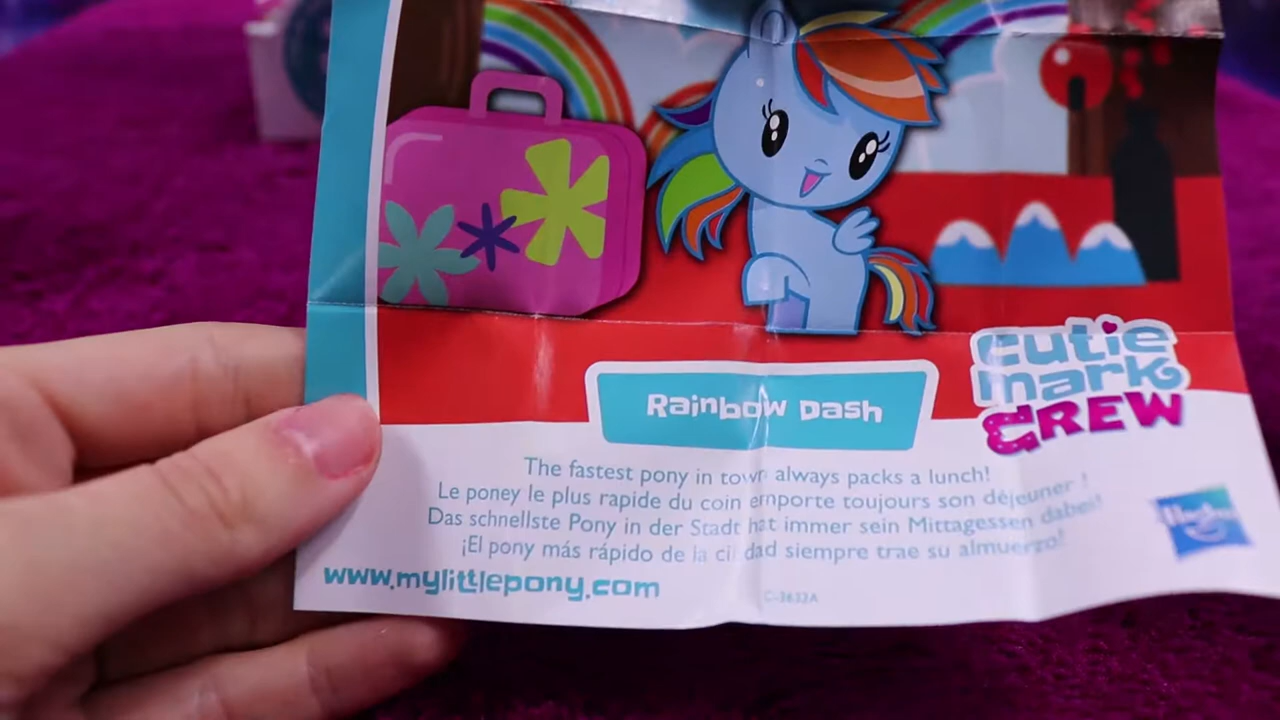 cutie
mark
CREW
Rainbow Dash
The fastest pony in town always packs a lunch!
Le poney le plus rapide du coin emporte toujours son déjeuner !
Das schnellste Pony in der Stadt hat immer sein Mittagessen dabei!
¡El pony más rápido de la ciudad siempre trae su almuerzo!
Hasbro
www.mylittlepony.com
C-3632A